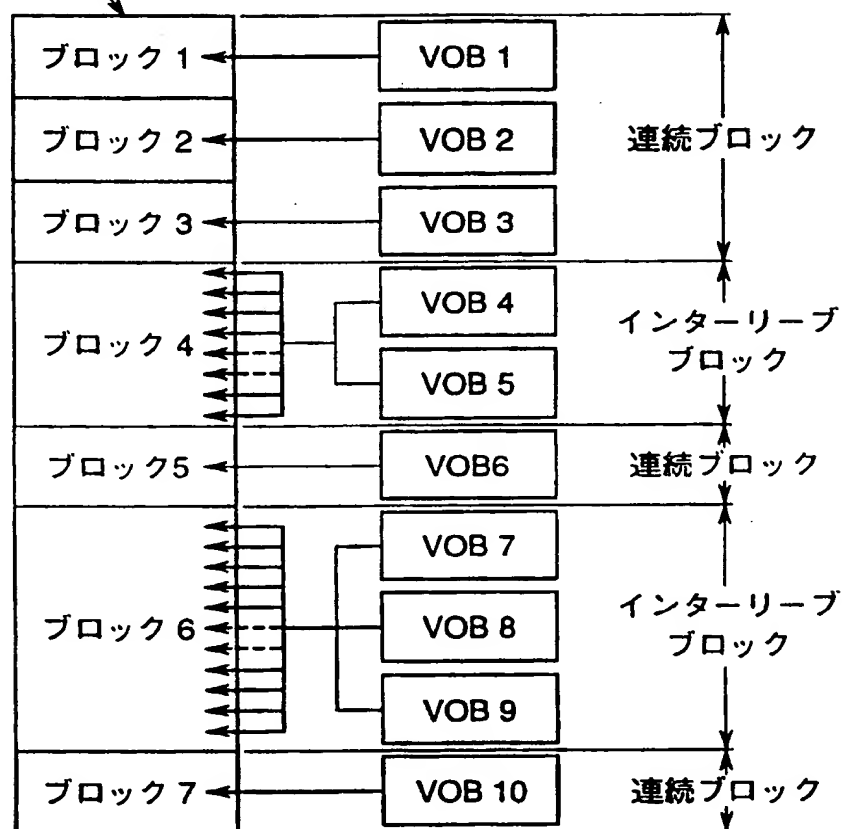 ブロック 1
VOB 1
ブロック 2
VOB 2
連続ブロック
ブロック 3
VOB 3
ブロック 4
VOB 4
VOB 5
インターリーブ
ブロック
ブロック5
VOB6
連続ブロック
ブロック 6
VOB 7
VOB 8
VOB 9
インターリーブ
ブロック
ブロック 7
VOB 10
連続ブロック